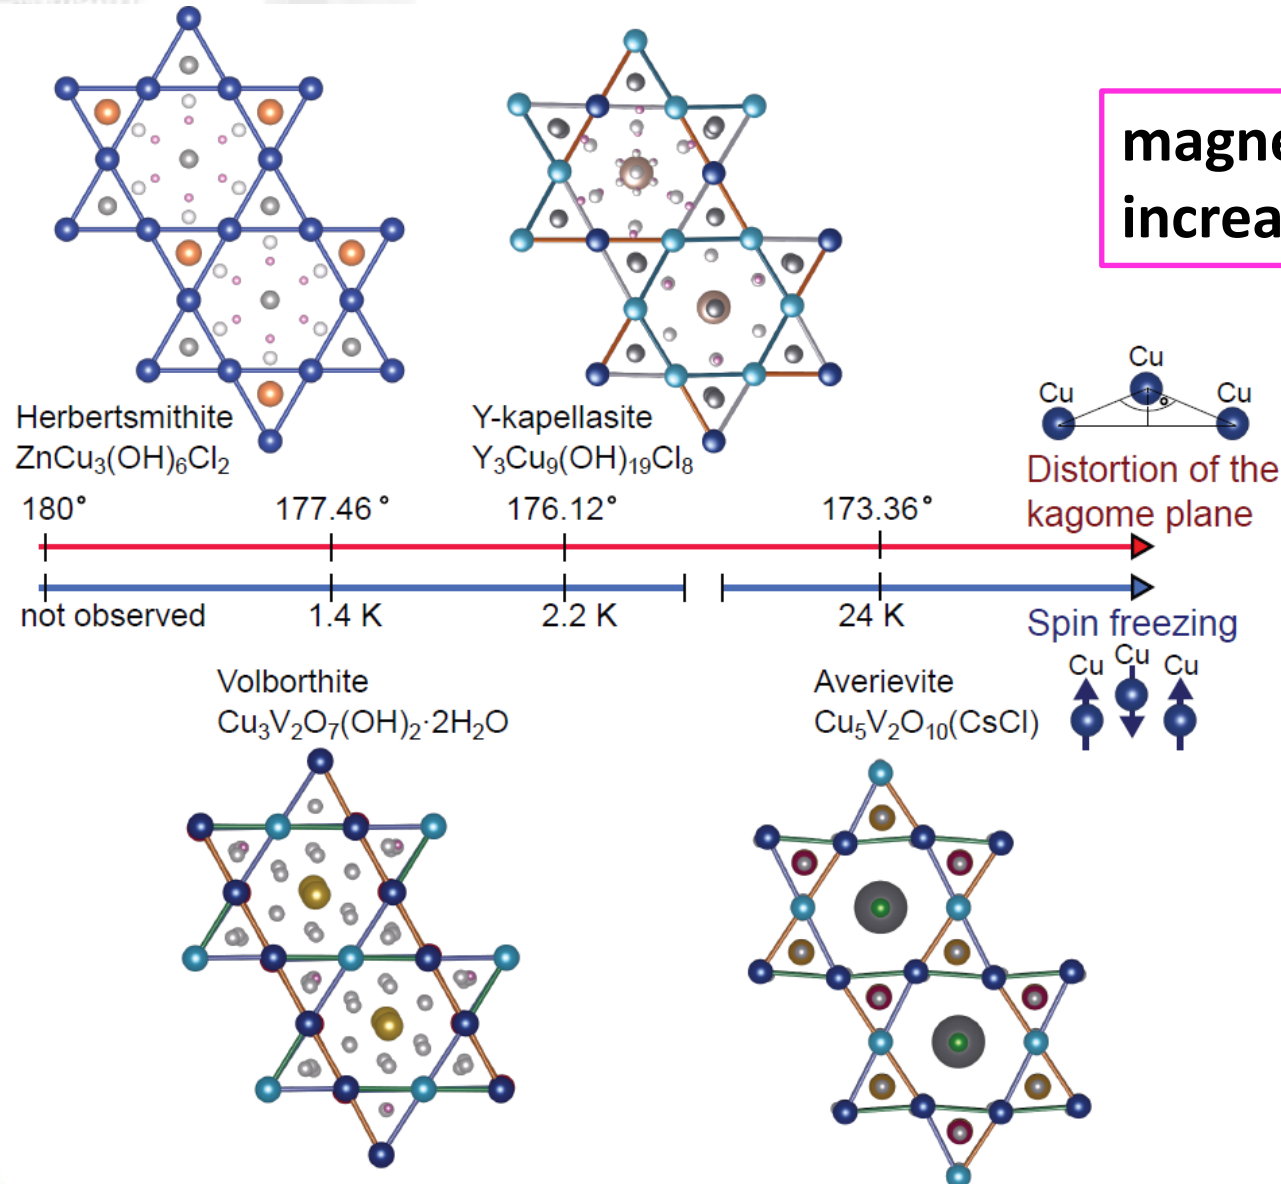 magne
increa
Herbertsmithite
ZnCu₃(OH)₆Cl₂
Y-kapellasite
Y₃Cu₉(OH)₁₉Cl₈
Cu
Cu Cu
Distortion of the
kagome plane
180° 177.46° 176.12° 173.36°
not observed 1.4 K 2.2 K 24 K
Spin freezing
Cu Cu Cu
Volborthite
Cu₃V₂O₇(OH)₂·2H₂O
Averievite
Cu₅V₂O₁₀(CsCl)